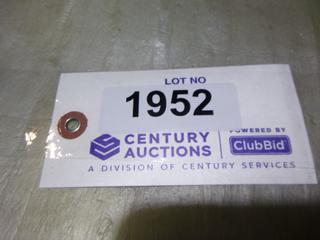 LOT NO
1952
CENTURY AUCTIONS
POWERED BY ClubBid
A DIVISION OF CENTURY SERVICES